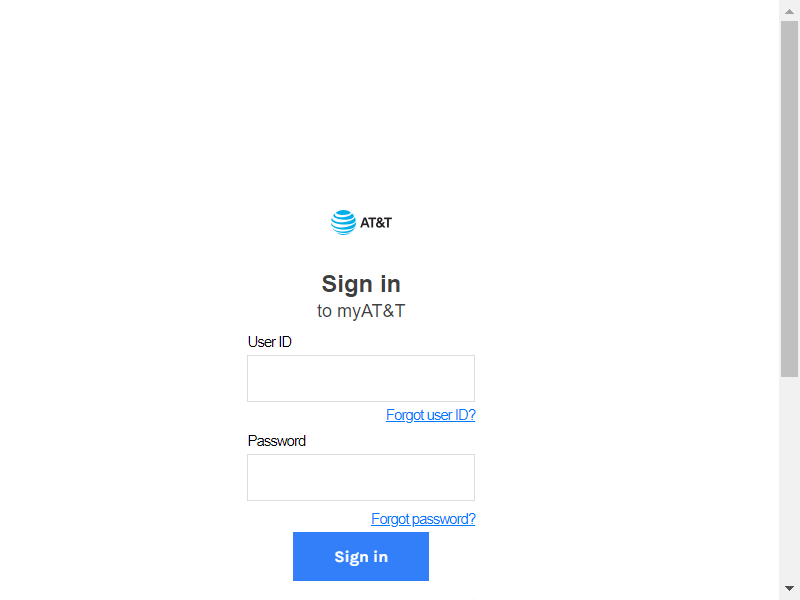 AT&T
Sign in
to myAT&T
User ID
Forgot user ID?
Password
Forgot password?
Sign in